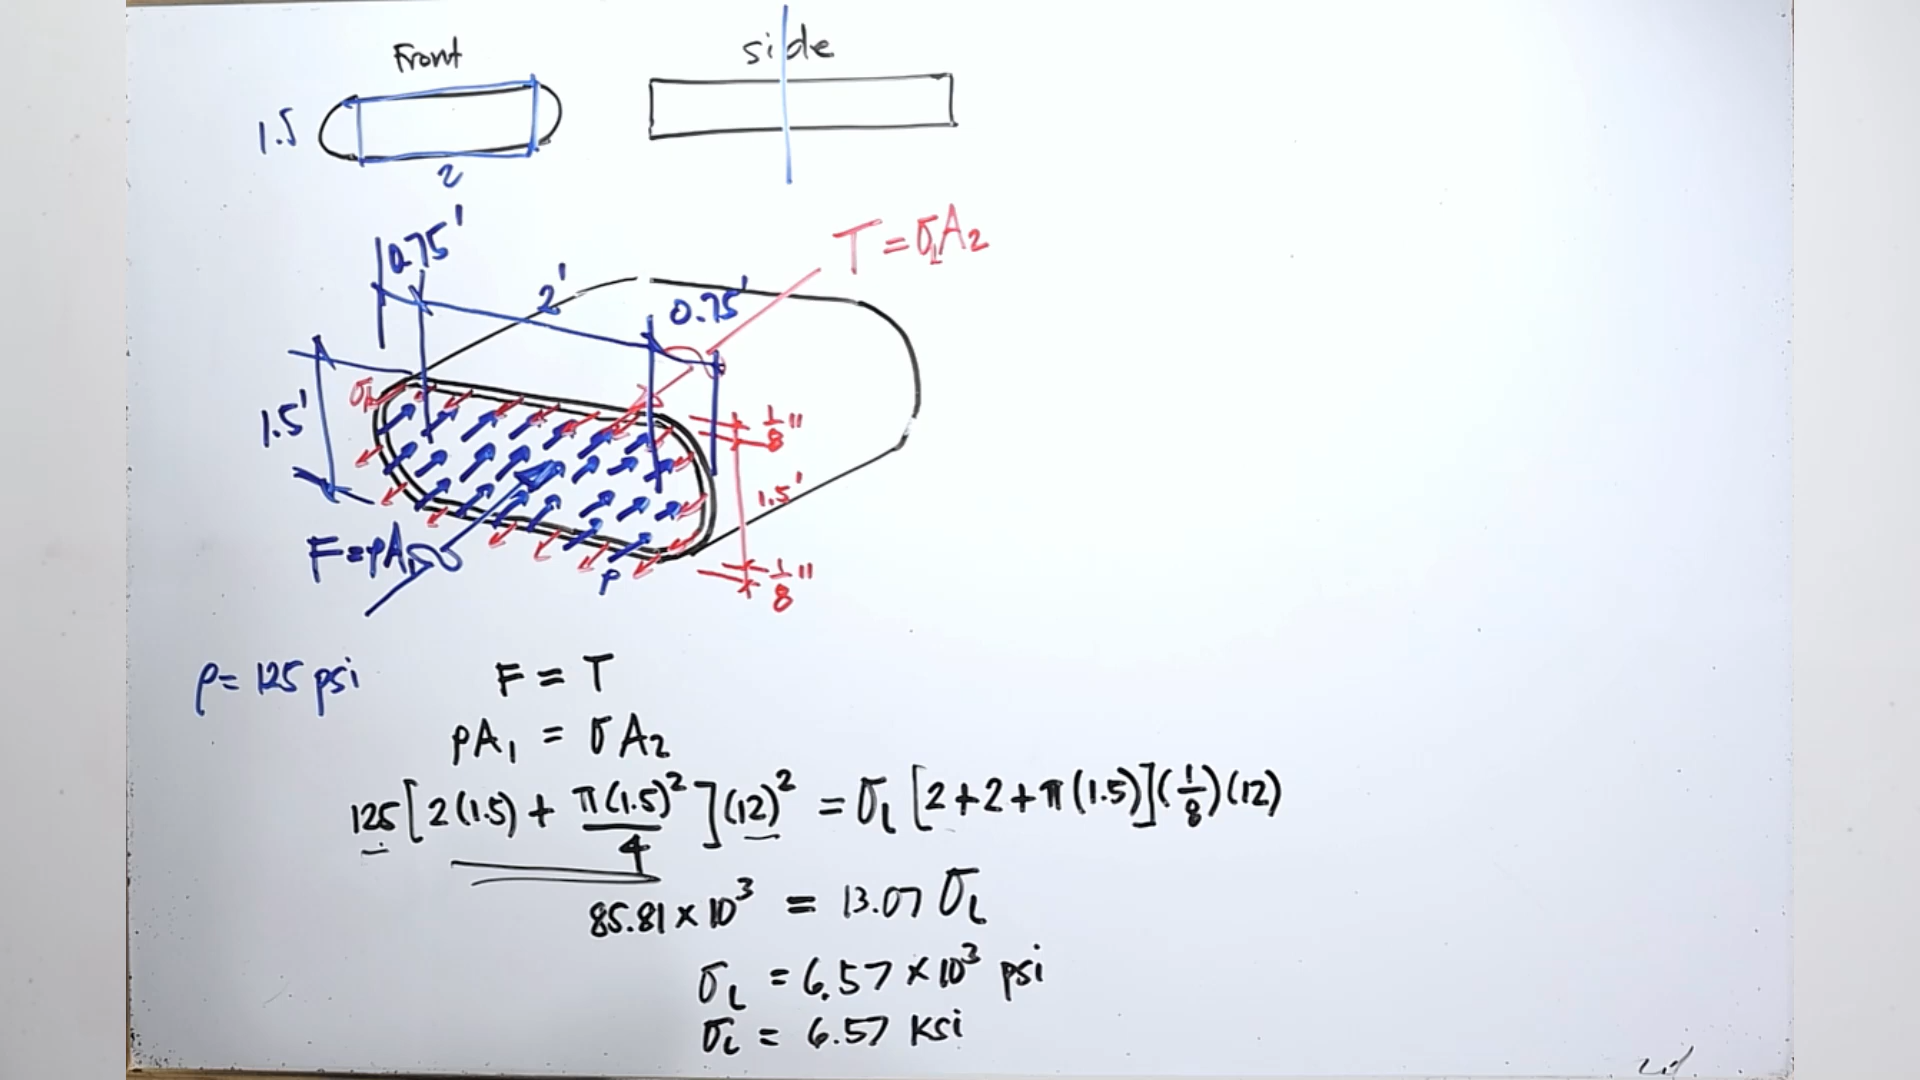 Front
side
1.5
2
0.75'
2'
0.75'
T = σL A2
1.5'
1/8"
1.5'
F = PA1
P
1/8"
ρ = 125 psi
F = T
ρA1 = σ A2
125 [2(1.5) + π(1.5)²/4](12)² = σL [2+2+π(1.5)](1/8)(12)
85.81 × 10³ = 13.07 σL
σL = 6.57 × 10³ psi
σL = 6.57 ksi